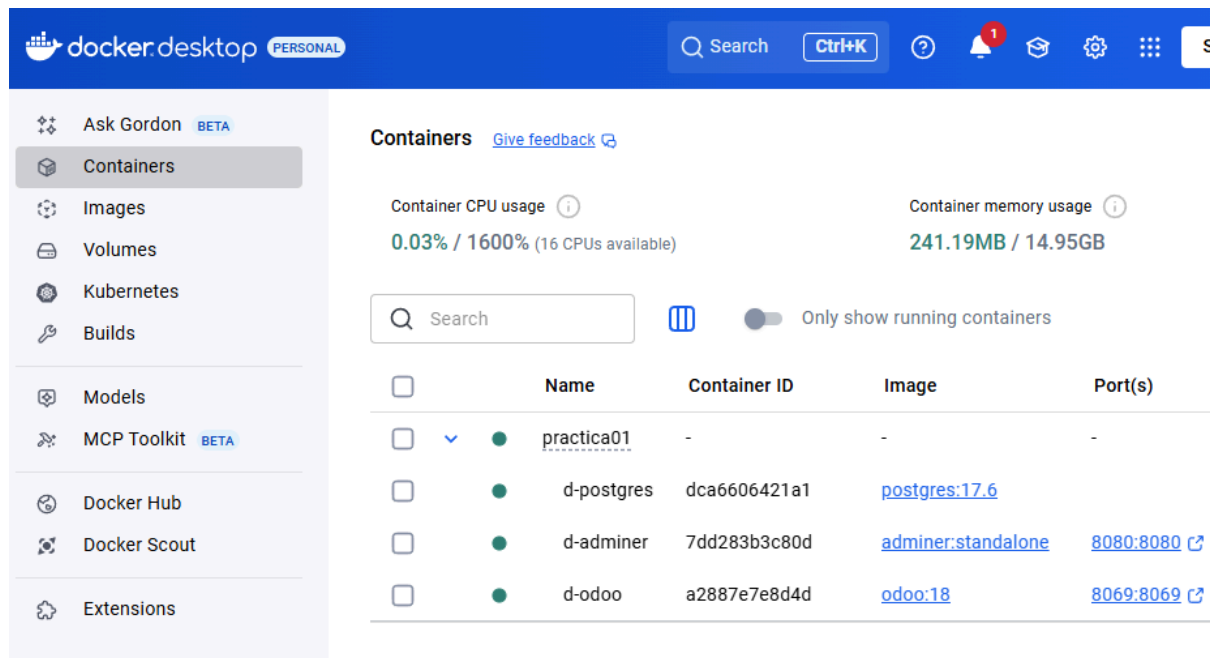 docker.desktop PERSONAL Search Ctrl+K 1 S
Ask Gordon BETA
Containers
Images
Volumes
Kubernetes
Builds
Models
MCP Toolkit BETA
Docker Hub
Docker Scout
Extensions
Containers Give feedback
Container CPU usage Container memory usage
0.03% / 1600% (16 CPUs available) 241.19MB / 14.95GB
Search Only show running containers
Name Container ID Image Port(s)
practica01 - - -
d-postgres dca6606421a1 postgres:17.6
d-adminer 7dd283b3c80d adminer:standalone 8080:8080
d-odoo a2887e7e8d4d odoo:18 8069:8069